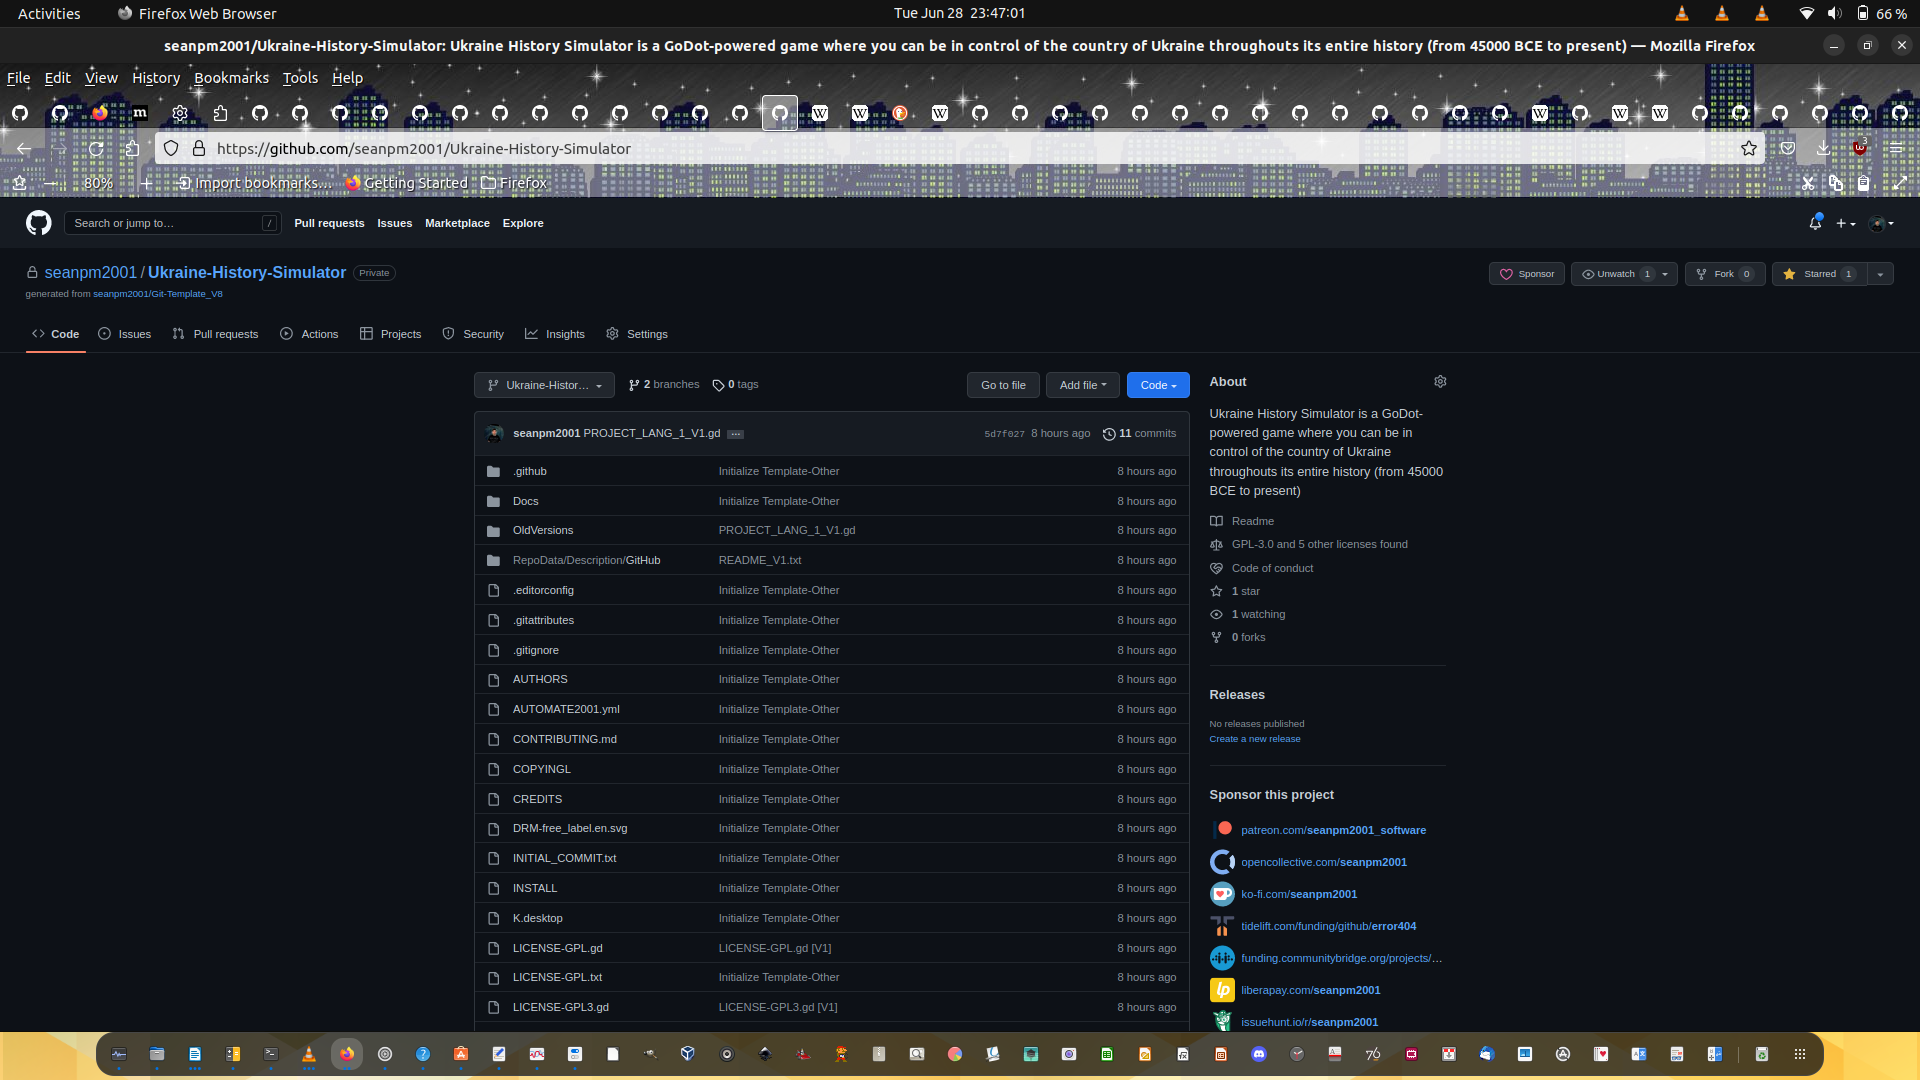 Activities Firefox Web Browser Tue Jun 28 23:47:01 66 %
seanpm2001/Ukraine-History-Simulator: Ukraine History Simulator is a GoDot-powered game where you can be in control of the country of Ukraine throughouts its entire history (from 45000 BCE to present) — Mozilla Firefox
File Edit View History Bookmarks Tools Help
https://github.com/seanpm2001/Ukraine-History-Simulator
80% Import bookmarks... Getting Started Firefox
Search or jump to... / Pull requests Issues Marketplace Explore
seanpm2001 / Ukraine-History-Simulator Private Sponsor Unwatch 1 Fork 0 Starred 1
generated from seanpm2001/Git-Template_V8
Code Issues Pull requests Actions Projects Security Insights Settings
Ukraine-Histor... 2 branches 0 tags Go to file Add file Code
seanpm2001 PROJECT_LANG_1_V1.gd ... 5d7f027 8 hours ago 11 commits
.github Initialize Template-Other 8 hours ago
Docs Initialize Template-Other 8 hours ago
OldVersions PROJECT_LANG_1_V1.gd 8 hours ago
RepoData/Description/GitHub README_V1.txt 8 hours ago
.editorconfig Initialize Template-Other 8 hours ago
.gitattributes Initialize Template-Other 8 hours ago
.gitignore Initialize Template-Other 8 hours ago
AUTHORS Initialize Template-Other 8 hours ago
AUTOMATE2001.yml Initialize Template-Other 8 hours ago
CONTRIBUTING.md Initialize Template-Other 8 hours ago
COPYINGL Initialize Template-Other 8 hours ago
CREDITS Initialize Template-Other 8 hours ago
DRM-free_label.en.svg Initialize Template-Other 8 hours ago
INITIAL_COMMIT.txt Initialize Template-Other 8 hours ago
INSTALL Initialize Template-Other 8 hours ago
K.desktop Initialize Template-Other 8 hours ago
LICENSE-GPL.gd LICENSE-GPL.gd [V1] 8 hours ago
LICENSE-GPL.txt Initialize Template-Other 8 hours ago
LICENSE-GPL3.gd LICENSE-GPL3.gd [V1] 8 hours ago
About
Ukraine History Simulator is a GoDot-
powered game where you can be in
control of the country of Ukraine
throughouts its entire history (from 45000
BCE to present)
Readme
GPL-3.0 and 5 other licenses found
Code of conduct
1 star
1 watching
0 forks
Releases
No releases published
Create a new release
Sponsor this project
patreon.com/seanpm2001_software
opencollective.com/seanpm2001
ko-fi.com/seanpm2001
tidelift.com/funding/github/error404
funding.communitybridge.org/projects/...
liberapay.com/seanpm2001
issuehunt.io/r/seanpm2001